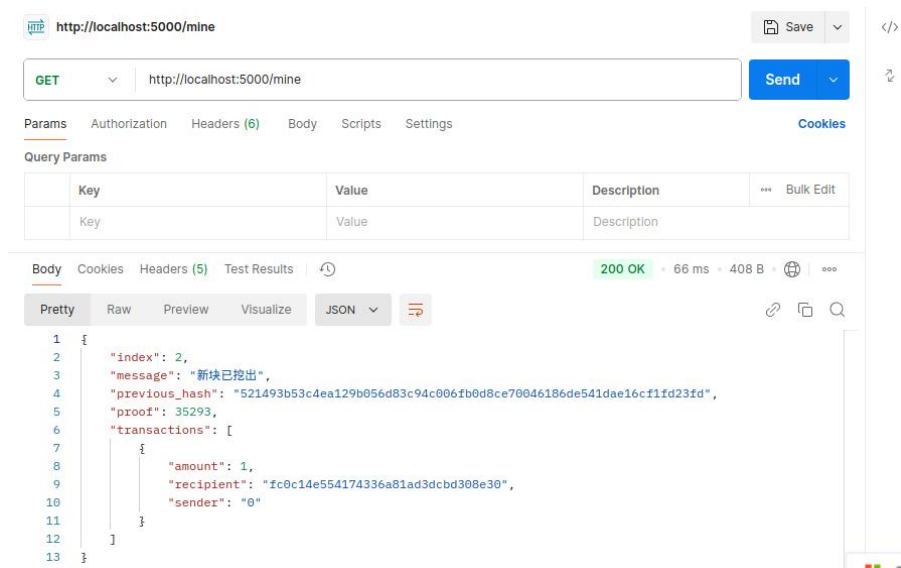 HTTP http://localhost:5000/mine Save </>
GET http://localhost:5000/mine Send
Params Authorization Headers (6) Body Scripts Settings Cookies
Query Params
Key Value Description Bulk Edit
Key Value Description
Body Cookies Headers (5) Test Results 200 OK 66 ms 408 B
Pretty Raw Preview Visualize JSON
1 {
2 "index": 2,
3 "message": "新块已挖出",
4 "previous_hash": "521493b53c4ea129b056d83c94c006fb0d8ce70046186de541dae16cf1fd23fd",
5 "proof": 35293,
6 "transactions": [
7 {
8 "amount": 1,
9 "recipient": "fc0c14e554174336a81ad3dcbd308e30",
10 "sender": "0"
11 }
12 ]
13 }